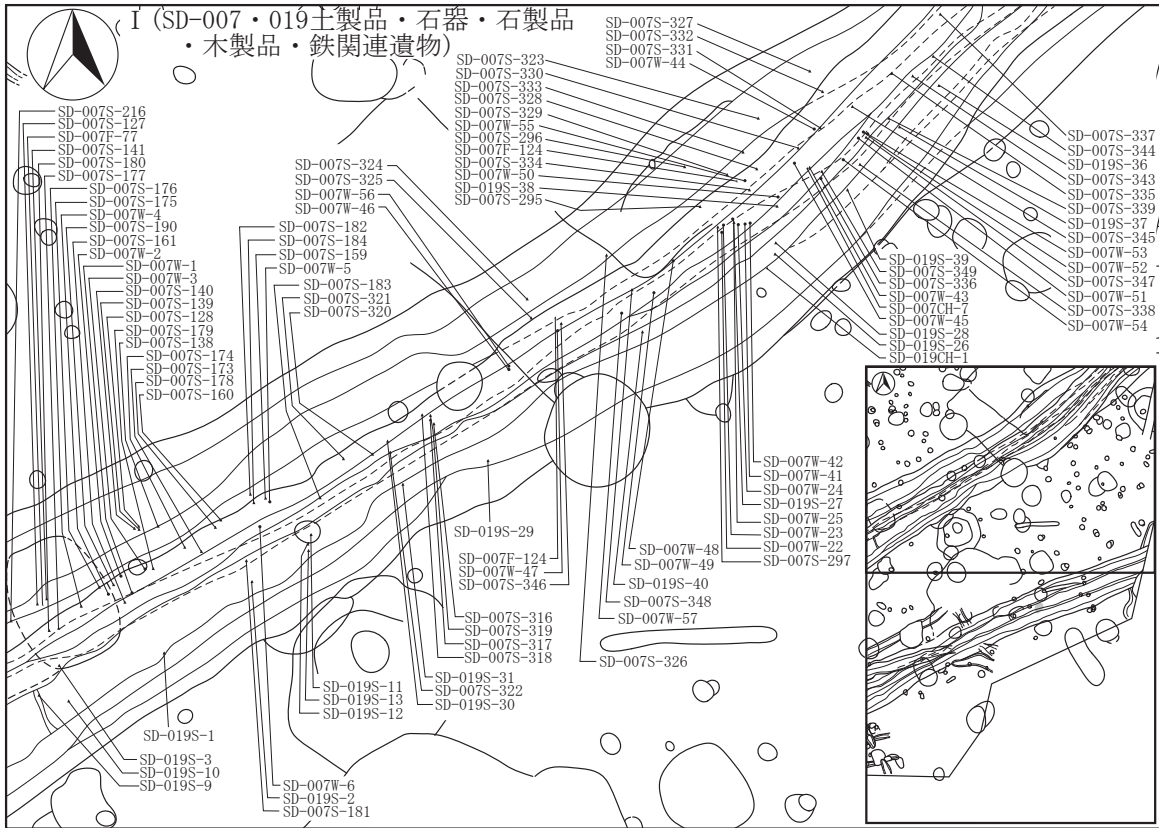 I (SD-007・019土製品・石器・石製品
・木製品・鉄関連遺物)
SD-007S-216
SD-007S-127
SD-007F-77
SD-007S-141
SD-007S-180
SD-007S-177
SD-007S-176
SD-007S-175
SD-007W-4
SD-007S-190
SD-007S-161
SD-007W-2
SD-007W-1
SD-007W-3
SD-007S-140
SD-007S-139
SD-007S-128
SD-007S-179
SD-007S-138
SD-007S-174
SD-007S-173
SD-007S-178
SD-007S-160
SD-007S-182
SD-007S-184
SD-007S-159
SD-007W-5
SD-007S-183
SD-007S-321
SD-007S-320
SD-007S-324
SD-007S-325
SD-007W-56
SD-007W-46
SD-007S-323
SD-007S-330
SD-007S-333
SD-007S-328
SD-007S-329
SD-007W-55
SD-007S-296
SD-007F-124
SD-007S-334
SD-007W-50
SD-019S-38
SD-007S-295
SD-007S-327
SD-007S-332
SD-007S-331
SD-007W-44
SD-007S-337
SD-007S-344
SD-019S-36
SD-007S-343
SD-007S-335
SD-007S-339
SD-019S-37
SD-007S-345
SD-007W-53
SD-007W-52
SD-007S-347
SD-007W-51
SD-007S-338
SD-007W-54
SD-019S-39
SD-007S-349
SD-007S-336
SD-007W-43
SD-007CH-7
SD-007W-45
SD-019S-28
SD-019S-26
SD-019CH-1
SD-007W-42
SD-007W-41
SD-007W-24
SD-019S-27
SD-007W-25
SD-007W-23
SD-007W-22
SD-007S-297
SD-007W-48
SD-007W-49
SD-019S-40
SD-007S-348
SD-007W-57
SD-007S-326
SD-019S-29
SD-007F-124
SD-007W-47
SD-007S-346
SD-007S-316
SD-007S-319
SD-007S-317
SD-007S-318
SD-019S-31
SD-007S-322
SD-019S-30
SD-019S-11
SD-019S-13
SD-019S-12
SD-019S-1
SD-019S-3
SD-019S-10
SD-019S-9
SD-007W-6
SD-019S-2
SD-007S-181